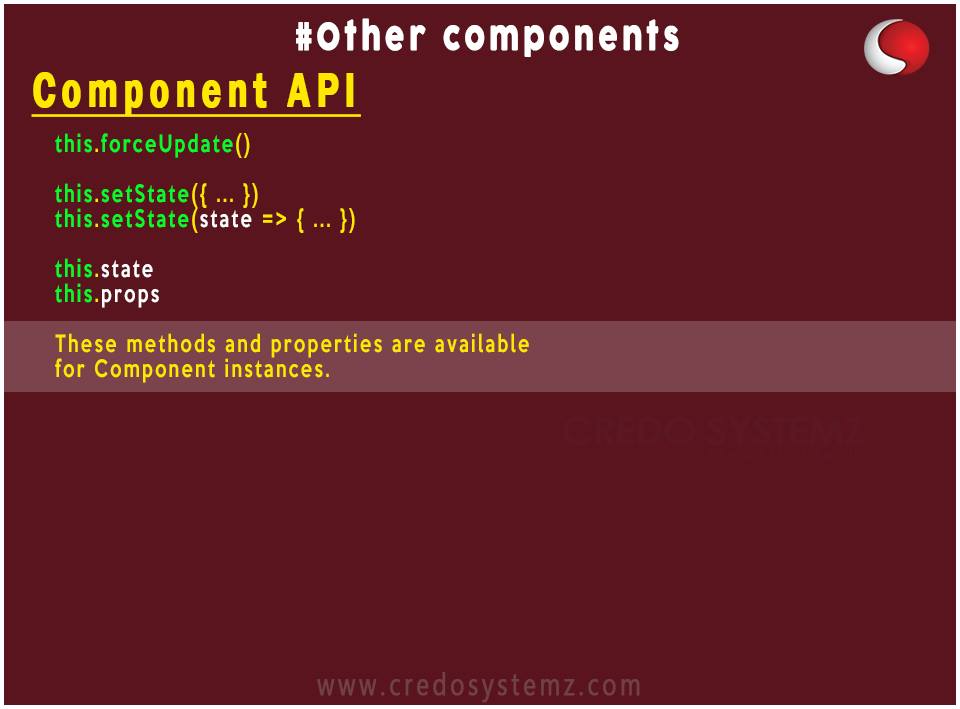 #Other components
Component API
this.forceUpdate()
this.setState({ ... })
this.setState(state => { ... })
this.state
this.props
These methods and properties are available
for Component instances.
CREDO SYSTEMZ
www.credosystemz.com